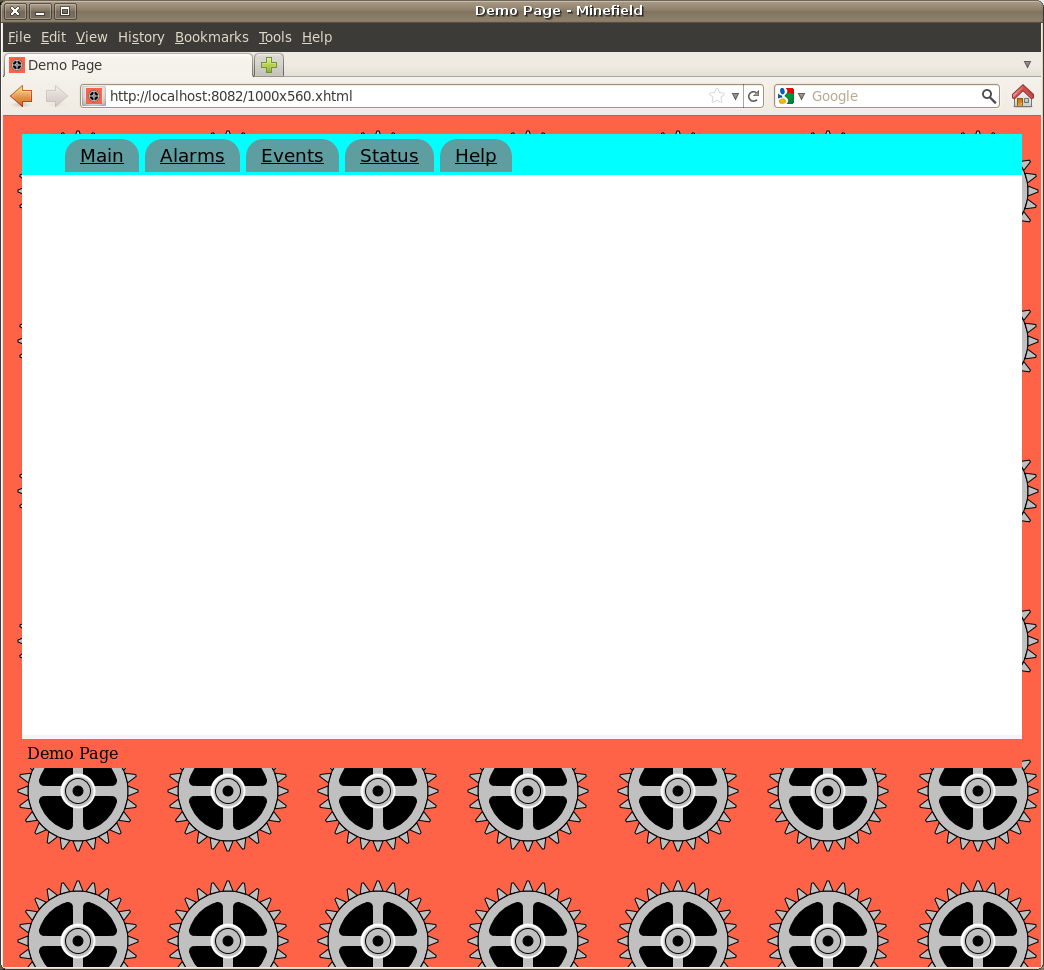 Demo Page - Minefield
File Edit View History Bookmarks Tools Help
Demo Page
http://localhost:8082/1000x560.xhtml Google
Main Alarms Events Status Help
Demo Page